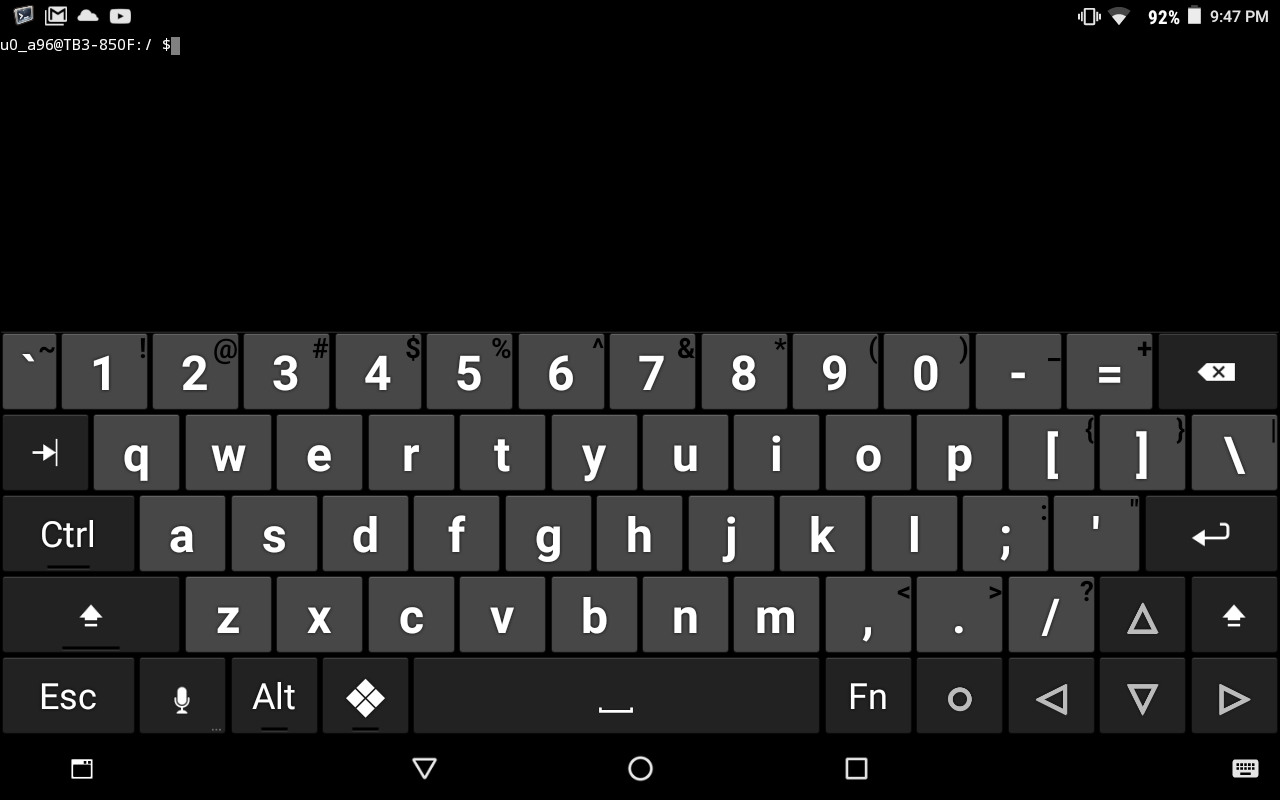 92% 9:47 PM
u0_a96@TB3-850F:/ $
` ~ 1 ! 2 @ 3 # 4 $ 5 % 6 ^ 7 & 8 * 9 ( 0 ) - _ = +
q w e r t y u i o p [ { ] } \ |
Ctrl a s d f g h j k l ; : ' "
z x c v b n m , < . > / ?
Esc ... Alt Fn